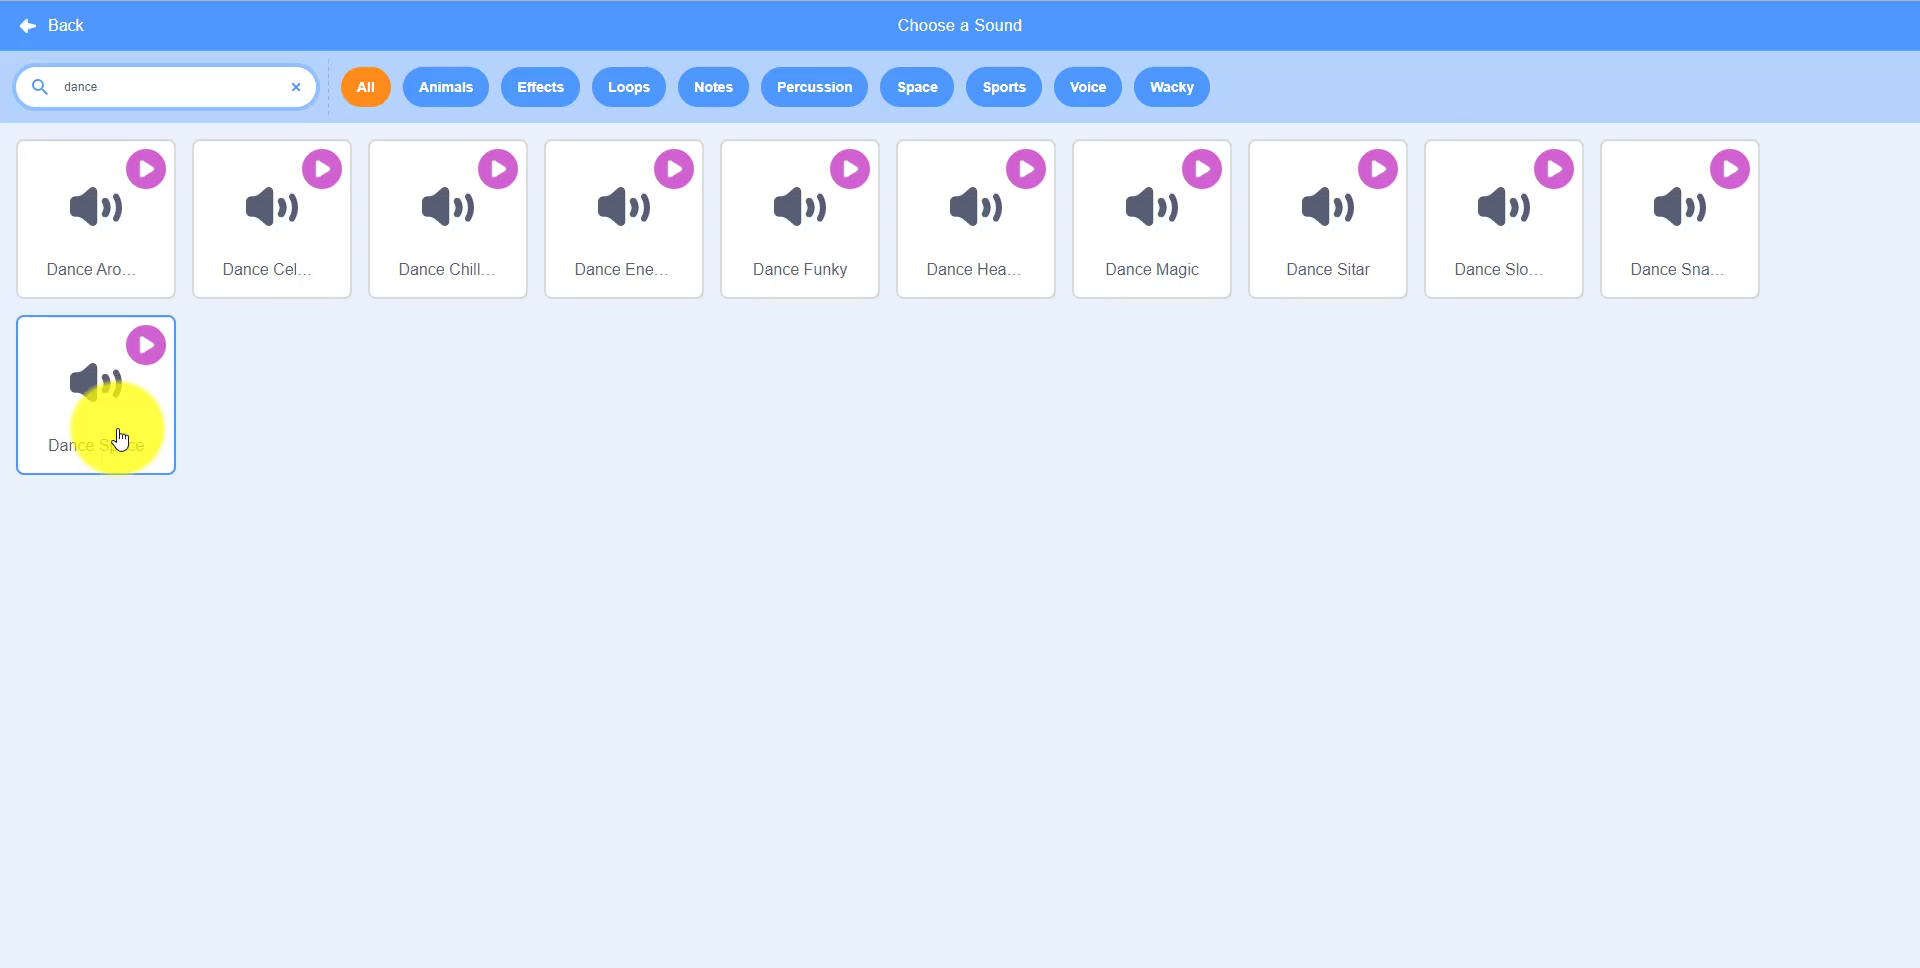 Back
Choose a Sound
dance
All
Animals
Effects
Loops
Notes
Percussion
Space
Sports
Voice
Wacky
Dance Aro...
Dance Cel...
Dance Chill...
Dance Ene...
Dance Funky
Dance Hea...
Dance Magic
Dance Sitar
Dance Slo...
Dance Sna...
Dance Space